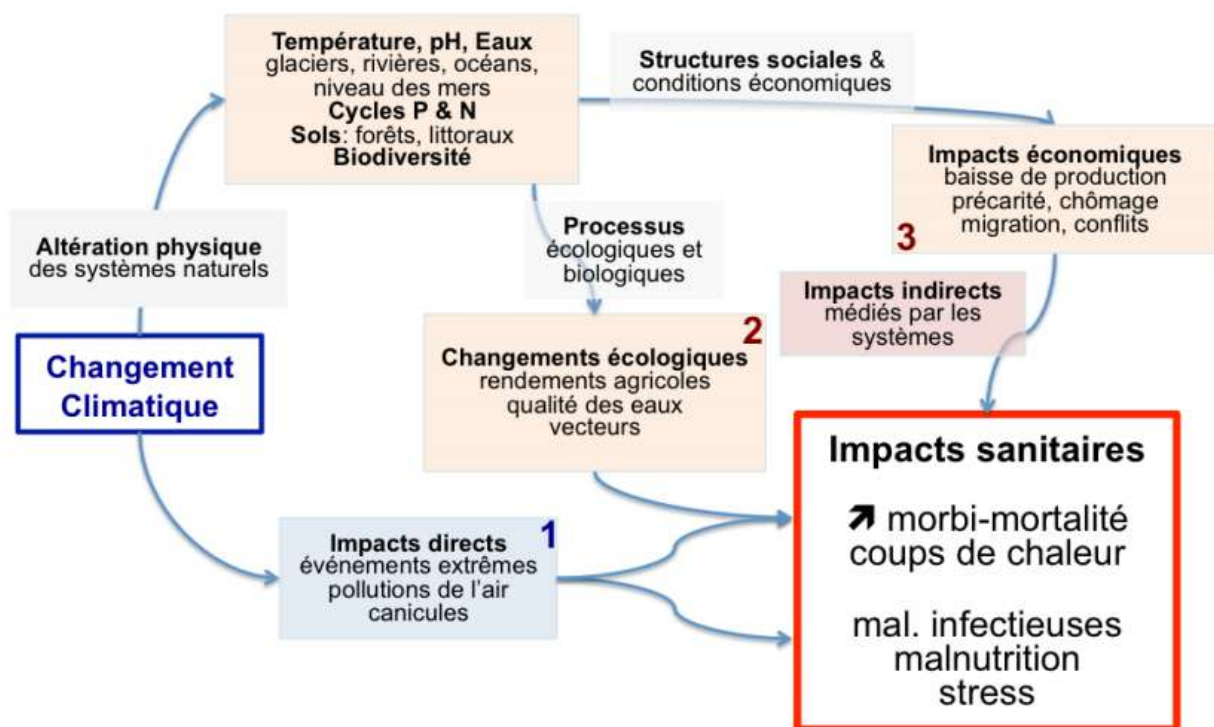 Température, pH, Eaux
glaciers, rivières, océans,
niveau des mers
Cycles P & N
Sols: forêts, littoraux
Biodiversité
Structures sociales &
conditions économiques
Impacts économiques
baisse de production
précarité, chômage
migration, conflits
3
Altération physique
des systèmes naturels
Processus
écologiques et
biologiques
Impacts indirects
médiés par les
systèmes
Changement
Climatique
2
Changements écologiques
rendements agricoles
qualité des eaux
vecteurs
Impacts sanitaires
↗ morbi-mortalité
coups de chaleur
mal. infectieuses
malnutrition
stress
1
Impacts directs
événements extrêmes
pollutions de l'air
canicules